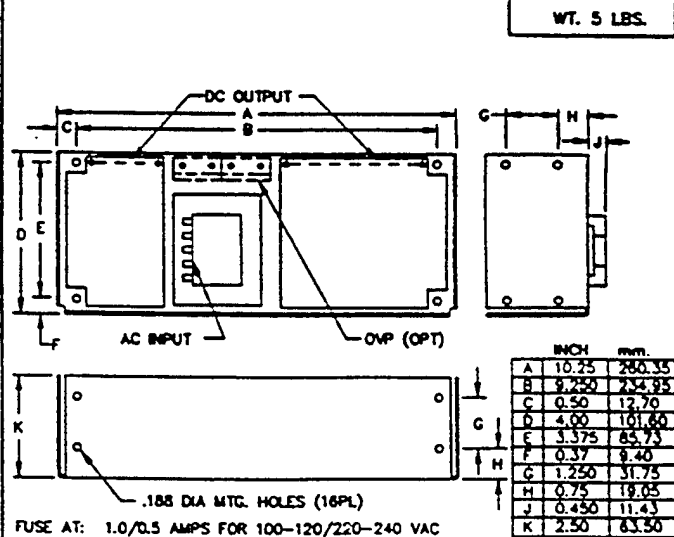 WT. 5 LBS.
DC OUTPUT
A
C
B
G
H
J
D
E
F
AC INPUT
OVP (OPT)
K
G
H
.188 DIA MTG. HOLES (16PL)
FUSE AT: 1.0/0.5 AMPS FOR 100-120/220-240 VAC
INCH mm.
A 10.25 260.35
B 9.250 234.95
C 0.50 12.70
D 4.00 101.60
E 3.375 85.73
F 0.37 9.40
G 1.250 31.75
H 0.75 19.05
J 0.450 11.43
K 2.50 63.50